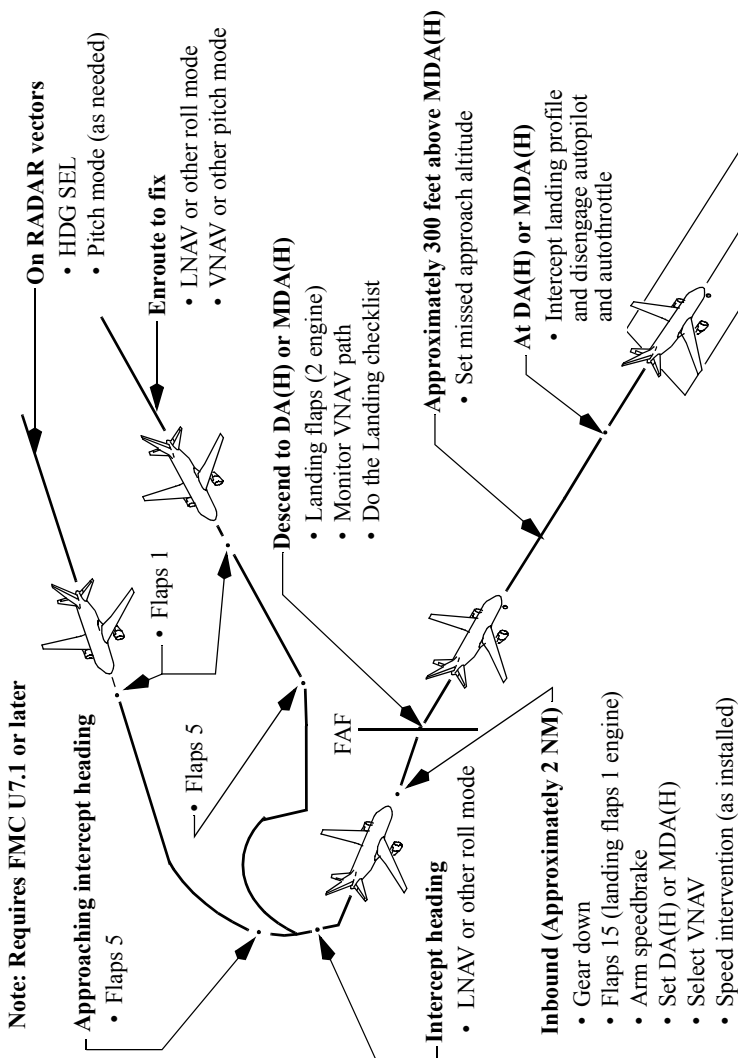 Note: Requires FMC U7.1 or later
On RADAR vectors
• HDG SEL
• Pitch mode (as needed)
Enroute to fix
• LNAV or other roll mode
• VNAV or other pitch mode
• Flaps 1
Approaching intercept heading
• Flaps 5
• Flaps 5
Intercept heading
• LNAV or other roll mode
FAF
Inbound (Approximately 2 NM)
• Gear down
• Flaps 15 (landing flaps 1 engine)
• Arm speedbrake
• Set DA(H) or MDA(H)
• Select VNAV
• Speed intervention (as installed)
Descend to DA(H) or MDA(H)
• Landing flaps (2 engine)
• Monitor VNAV path
• Do the Landing checklist
Approximately 300 feet above MDA(H)
• Set missed approach altitude
At DA(H) or MDA(H)
• Intercept landing profile
and disengage autopilot
and autothrottle